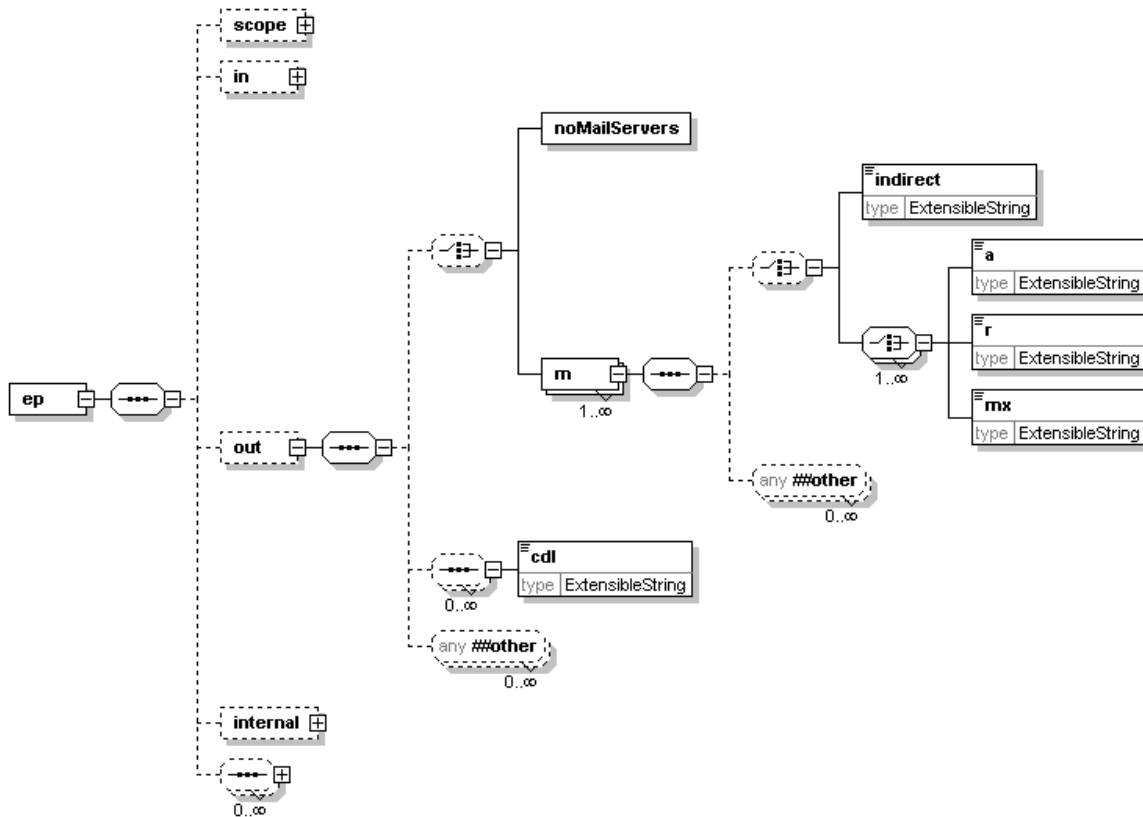 scope
in
noMailServers
indirect
type ExtensibleString
a
type ExtensibleString
r
type ExtensibleString
m
1..∞
1..∞
mx
type ExtensibleString
ep
out
any ##other
0..∞
cdl
type ExtensibleString
0..∞
any ##other
0..∞
internal
0..∞